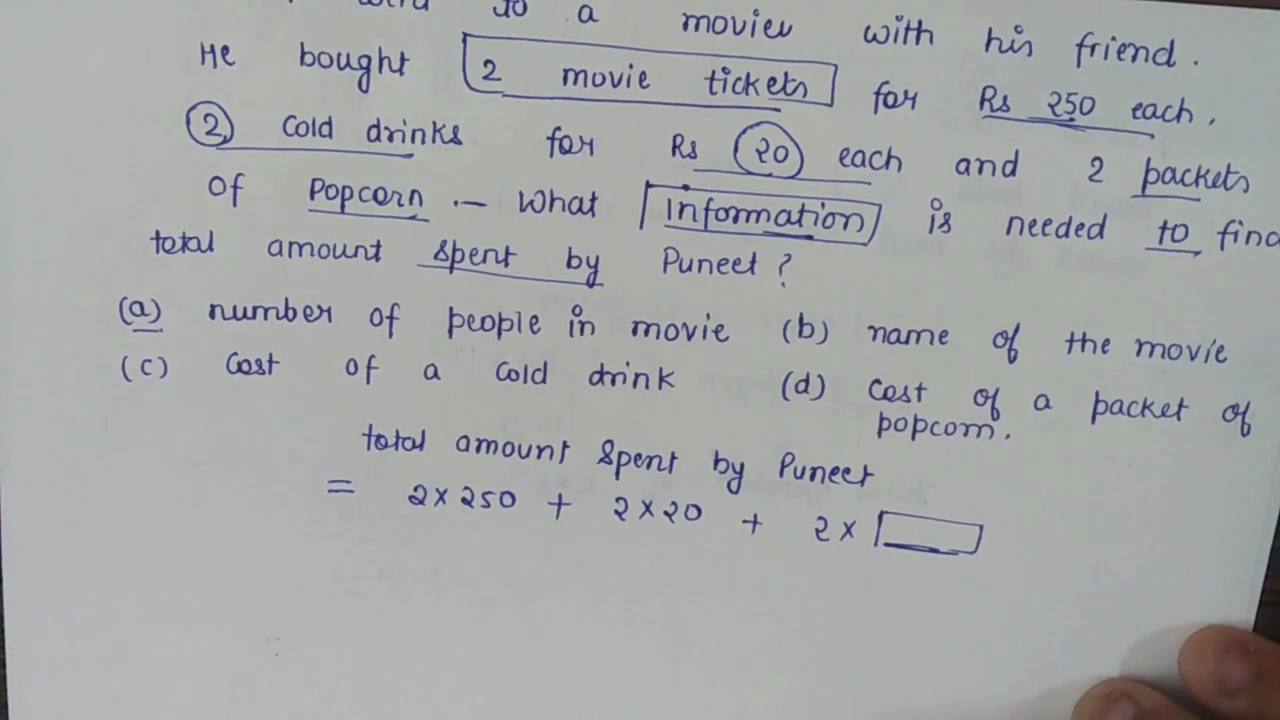 to a movie with his friend.
He bought 2 movie tickets for Rs 250 each.
2 cold drinks for Rs 20 each and 2 packets
of Popcorn .- What information is needed to find
total amount spent by Puneet?
(a) number of people in movie (b) name of the movie
(c) Cost of a cold drink (d) Cost of a packet of
popcorn.
total amount spent by Puneet
= 2×250 + 2×20 + 2×